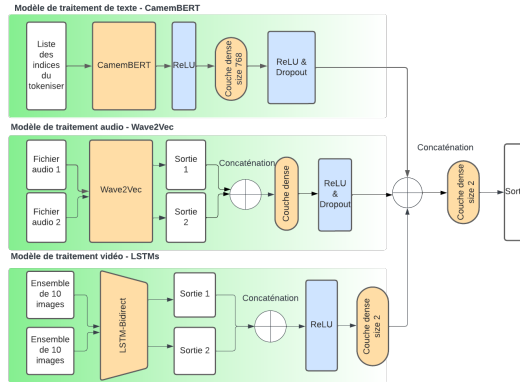 Modèle de traitement de texte - CamemBERT
Liste
des
indices
du
tokeniser
CamemBERT
ReLU
Couche dense
size 768
ReLU &
Dropout
Modèle de traitement audio - Wave2Vec
Fichier
audio 1
Fichier
audio 2
Wave2Vec
Sortie
1
Sortie
2
Concaténation
Couche dense
ReLU
&
Dropout
Concaténation
Couche dense
size 2
Sort
Modèle de traitement vidéo - LSTMs
Ensemble
de 10
images
Ensemble
de 10
images
LSTM-Bidirect
Sortie 1
Sortie 2
Concaténation
ReLU
Couche dense
size 2